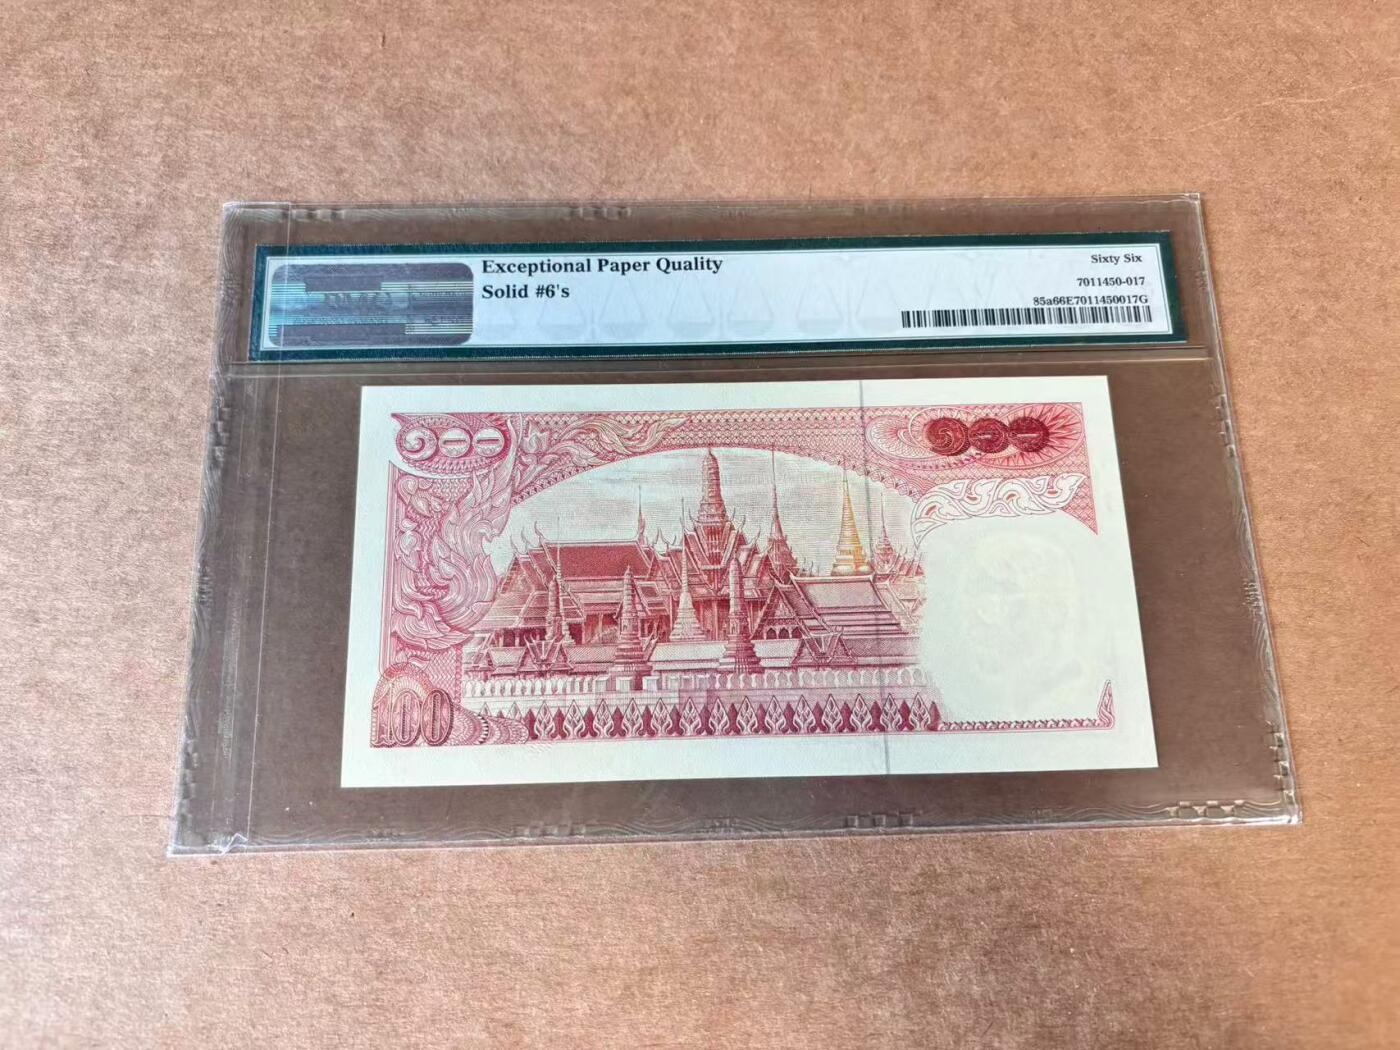 Exceptional Paper Quality
Solid #6's
Sixty Six
7011450-017
85a66E7011450017G
๑๐๐
๑๐๐
100